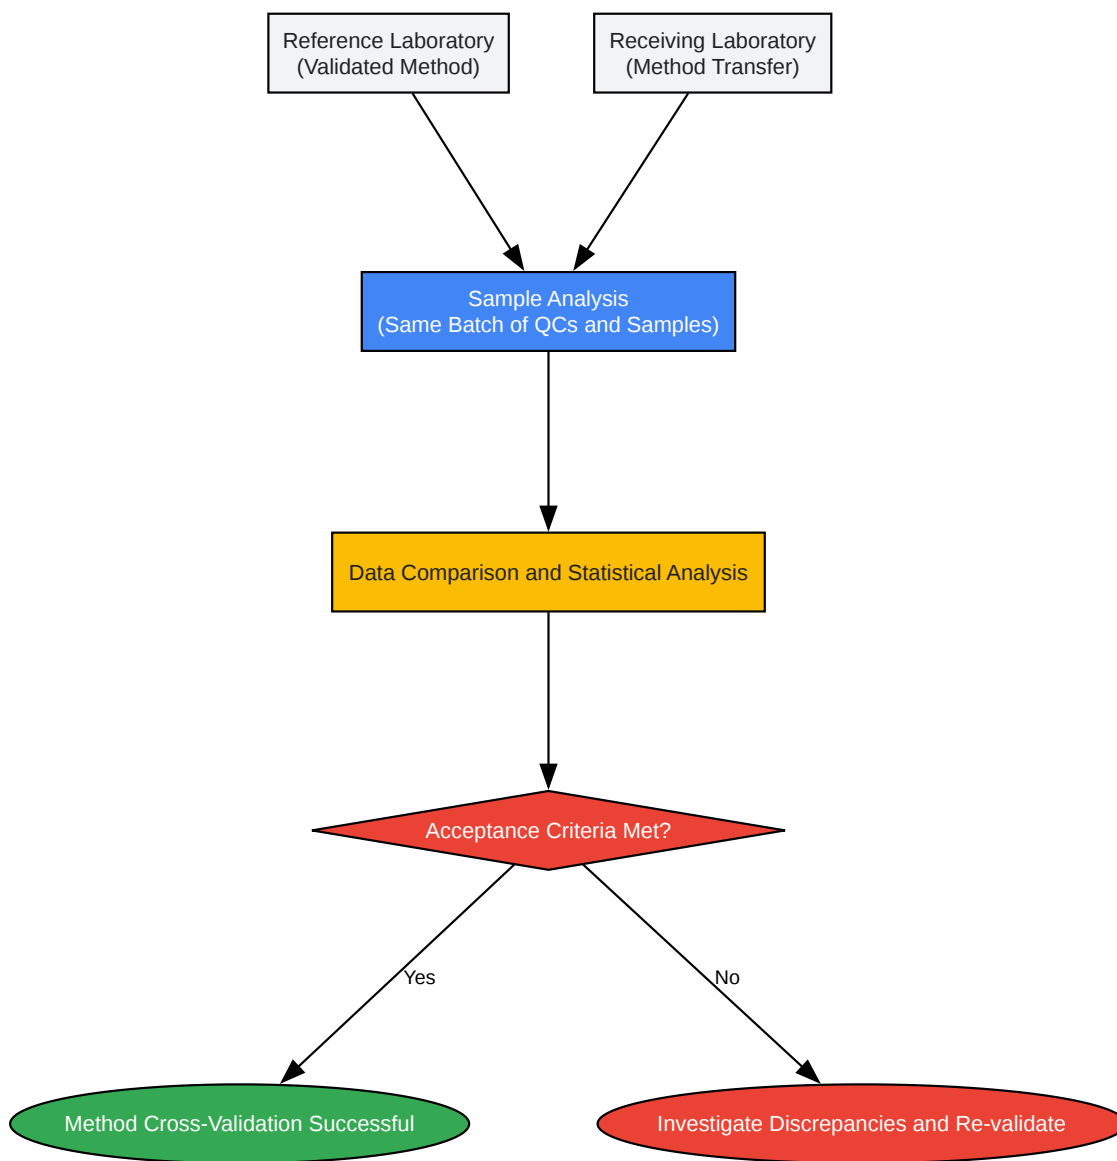 Reference Laboratory
(Validated Method)
Receiving Laboratory
(Method Transfer)
Sample Analysis
(Same Batch of QCs and Samples)
Data Comparison and Statistical Analysis
Acceptance Criteria Met?
Yes
No
Method Cross-Validation Successful
Investigate Discrepancies and Re-validate